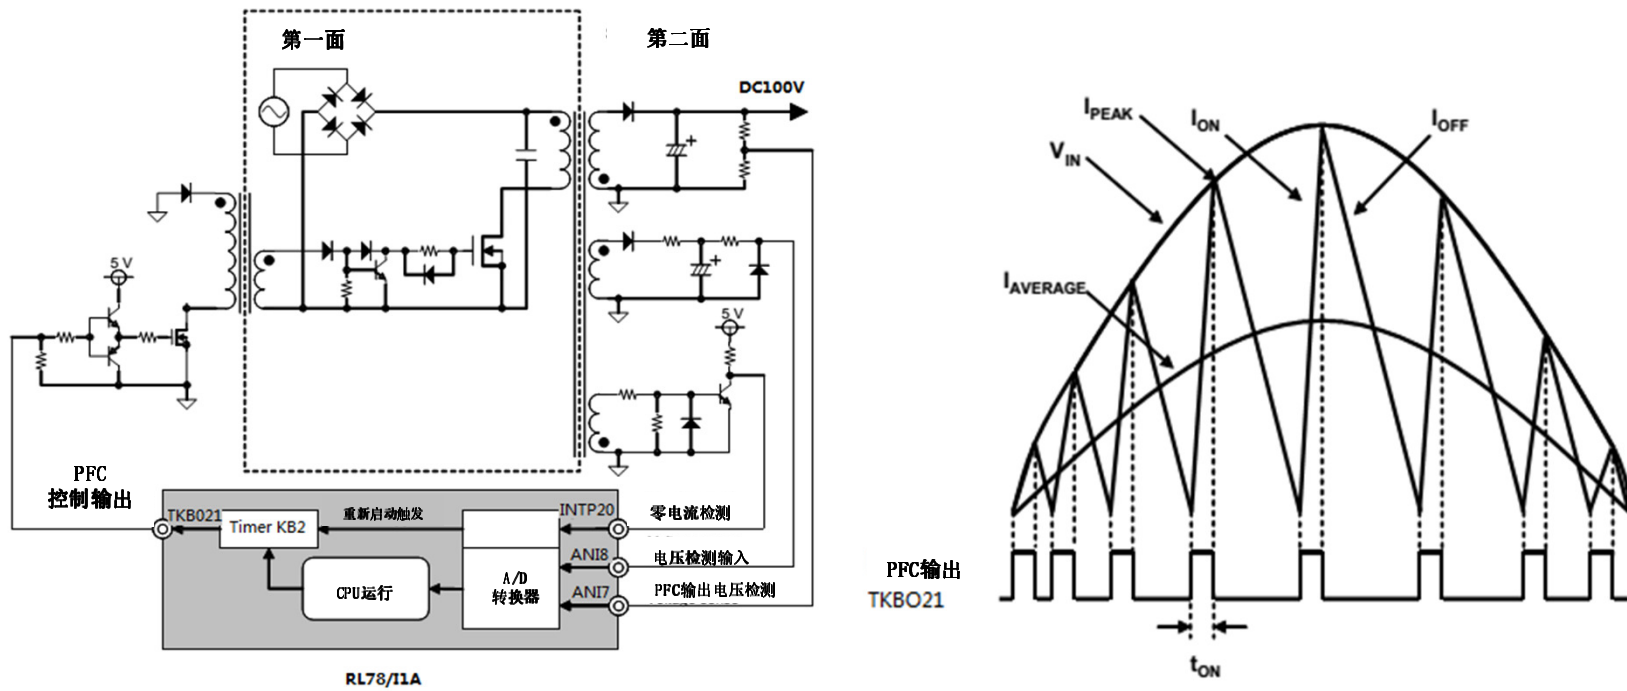 第一面
第二面
DC100V
5 V
5 V
PFC
控制输出
TKB021
Timer KB2
重新启动触发
CPU运行
A/D
转换器
INTP20
ANI8
ANI7
零电流检测
电压检测输入
PFC输出电压检测
RL78/I1A
IPEAK
ION
IOFF
VIN
IAVERAGE
PFC输出
TKBO21
tON